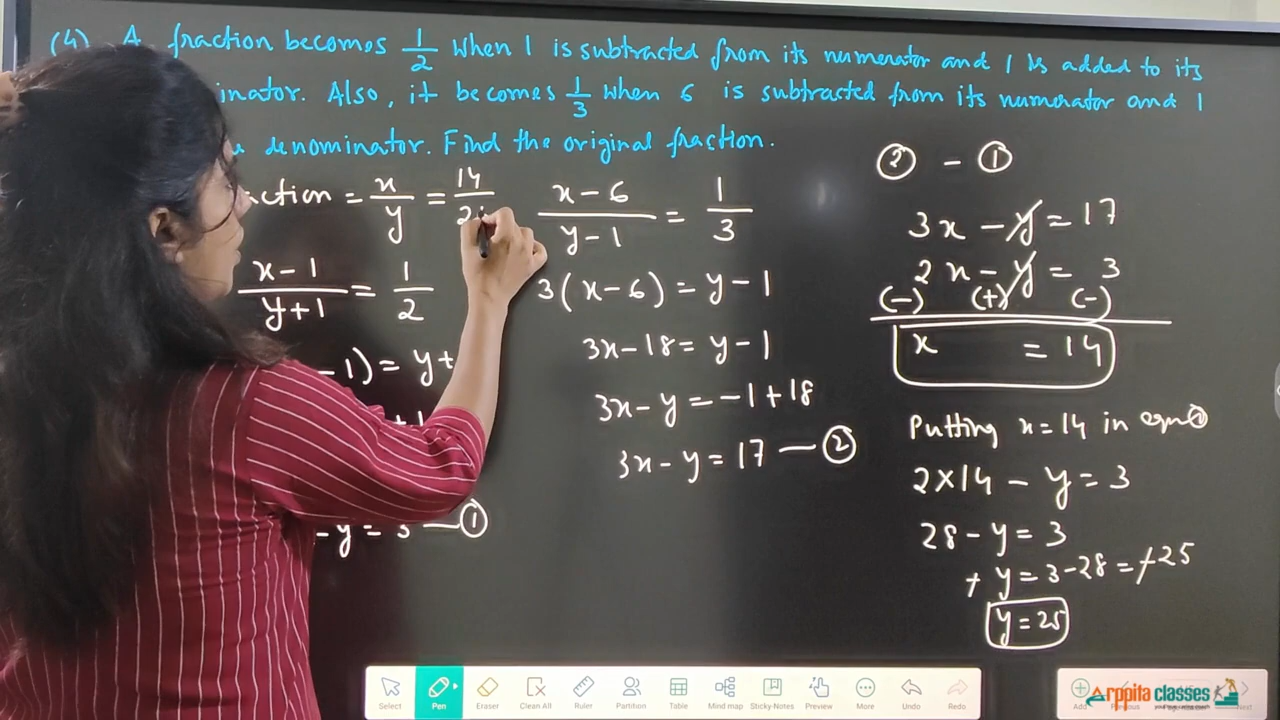 (4) A fraction becomes 1/2 when 1 is subtracted from its numerator and 1 is added to its
inator. Also, it becomes 1/3 when 6 is subtracted from its numerator and 1
denominator. Find the original fraction.
action = x/y = 14/2
(x-1)/(y+1) = 1/2
-1) = y+
-y = 3 — ①
(x-6)/(y-1) = 1/3
3(x-6) = y-1
3x-18 = y-1
3x-y = -1+18
3x-y = 17 — ②
② - ①
3x - y = 17
2x - y = 3
(-) (+) (-)
x = 14
Putting x=14 in eqn
2×14 - y = 3
28 - y = 3
+ y = 3-28 = -25
y = 25
Select
Pen
Eraser
Clean All
Ruler
Partition
Table
Mind map
Sticky-Notes
Preview
More
Undo
Redo
Add
Arppita classes